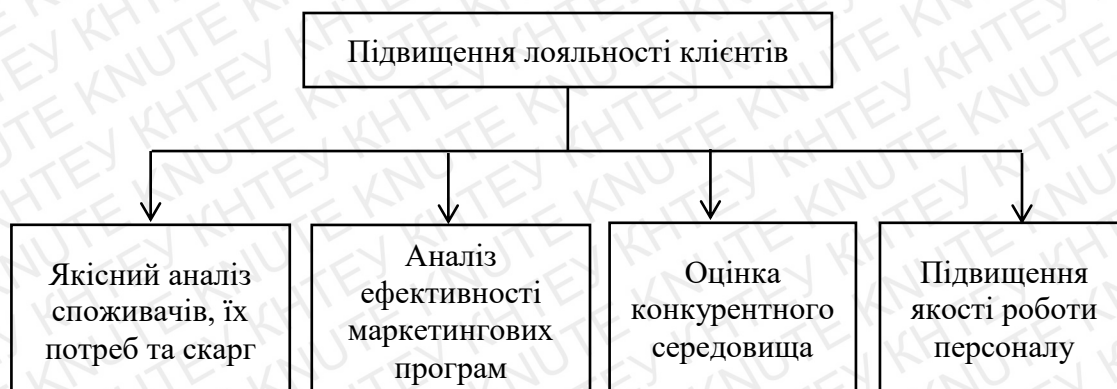 Підвищення лояльності клієнтів
Якісний аналіз
споживачів, їх
потреб та скарг
Аналіз
ефективності
маркетингових
програм
Оцінка
конкурентного
середовища
Підвищення
якості роботи
персоналу